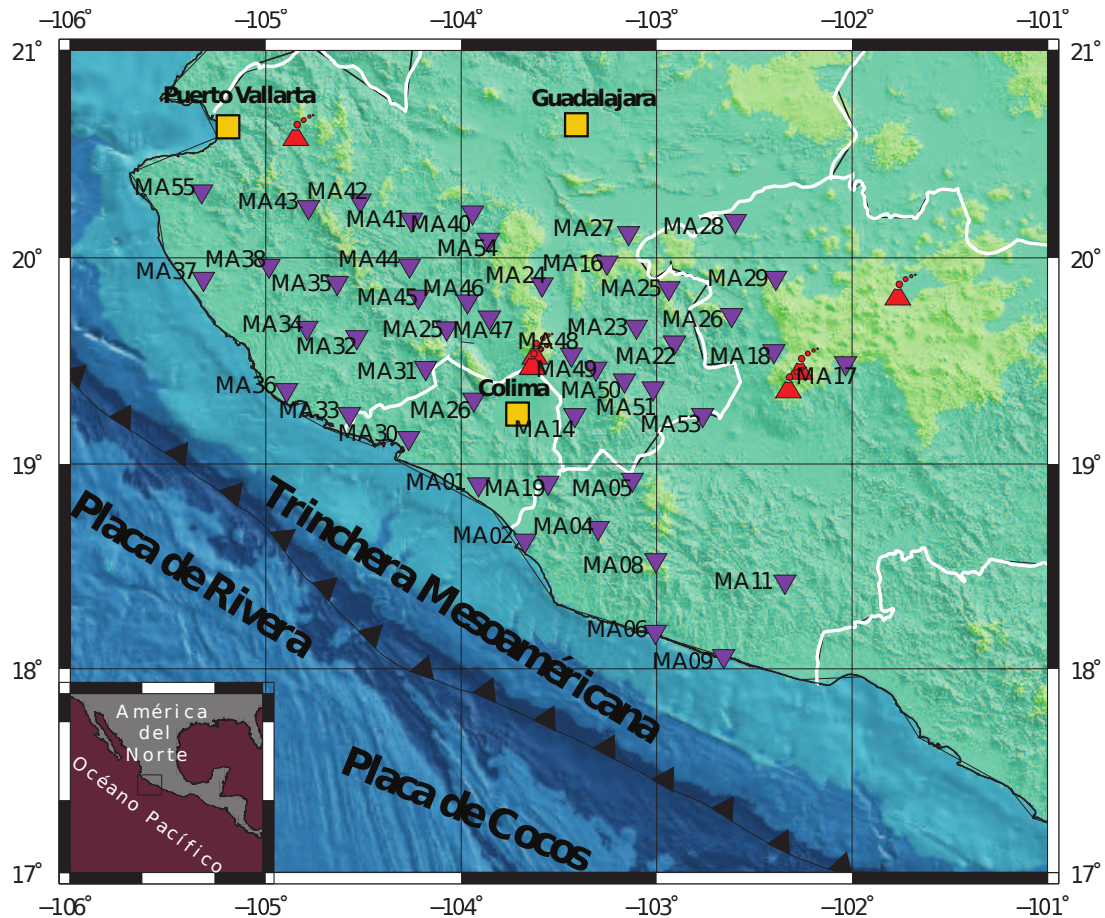 −106° −105° −104° −103° −102° −101°
21° 21°
Puerto Vallarta
Guadalajara
MA55
MA42
MA43
MA41
MA40
MA54
MA27
MA28
20° 20°
MA37
MA38
MA35
MA44
MA24
MA16
MA25
MA29
MA45
MA46
MA34
MA32
MA25
MA47
MA48
MA23
MA26
MA22
MA18
MA17
MA31
MA49
MA36
Colima
MA50
MA33
MA26
MA51
MA14
MA53
MA30
19° 19°
MA01
MA19
MA05
MA02
MA04
MA08
MA11
MA06
MA09
18° 18°
Trinchera Mesoaméricana
Placa de Rivera
Placa de Cocos
América
del
Norte
Océano Pacífico
17° 17°
−106° −105° −104° −103° −102° −101°